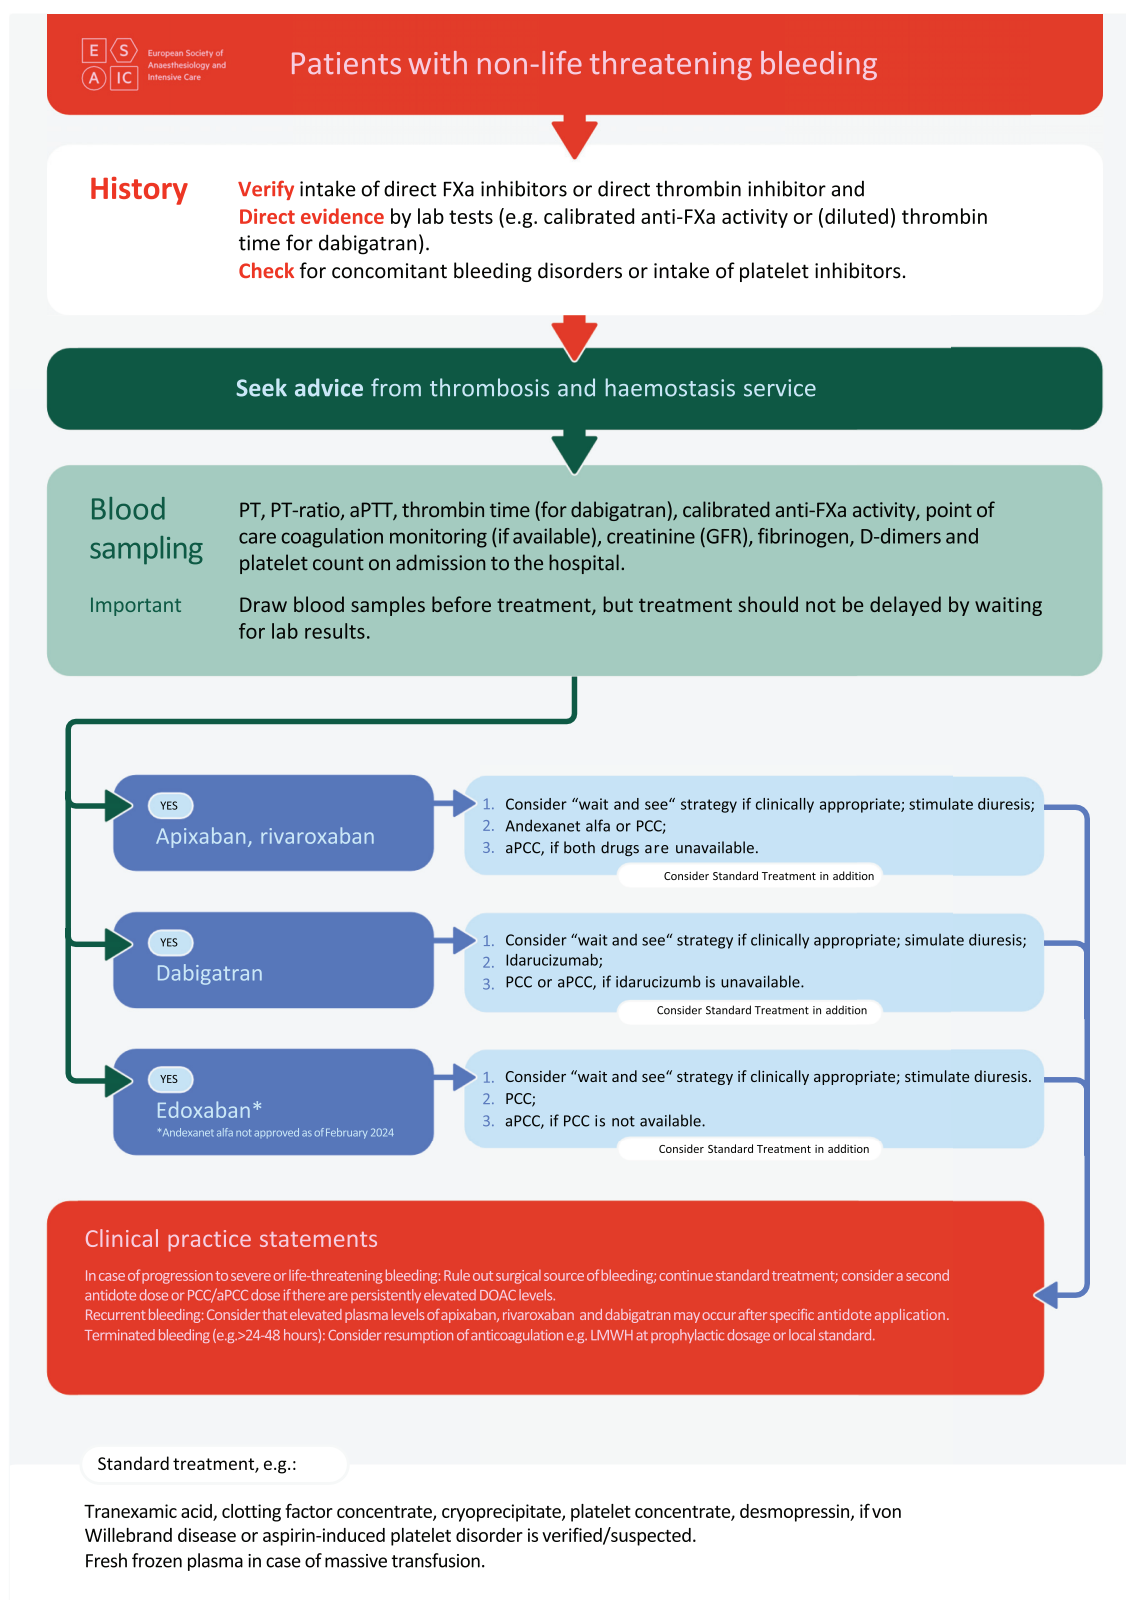 E S
A IC
European Society of
Anaesthesiology and
Intensive Care
Patients with non-life threatening bleeding
History
Verify intake of direct FXa inhibitors or direct thrombin inhibitor and
Direct evidence by lab tests (e.g. calibrated anti-FXa activity or (diluted) thrombin
time for dabigatran).
Check for concomitant bleeding disorders or intake of platelet inhibitors.
Seek advice from thrombosis and haemostasis service
Blood
sampling
PT, PT-ratio, aPTT, thrombin time (for dabigatran), calibrated anti-FXa activity, point of
care coagulation monitoring (if available), creatinine (GFR), fibrinogen, D-dimers and
platelet count on admission to the hospital.
Important
Draw blood samples before treatment, but treatment should not be delayed by waiting
for lab results.
YES
Apixaban, rivaroxaban
1. Consider “wait and see“ strategy if clinically appropriate; stimulate diuresis;
2. Andexanet alfa or PCC;
3. aPCC, if both drugs are unavailable.
Consider Standard Treatment in addition
YES
Dabigatran
1. Consider “wait and see“ strategy if clinically appropriate; simulate diuresis;
2. Idarucizumab;
3. PCC or aPCC, if idarucizumb is unavailable.
Consider Standard Treatment in addition
YES
Edoxaban*
*Andexanet alfa not approved as of February 2024
1. Consider “wait and see“ strategy if clinically appropriate; stimulate diuresis.
2. PCC;
3. aPCC, if PCC is not available.
Consider Standard Treatment in addition
Clinical practice statements
In case of progression to severe or life-threatening bleeding: Rule out surgical source of bleeding; continue standard treatment; consider a second
antidote dose or PCC/aPCC dose if there are persistently elevated DOAC levels.
Recurrent bleeding: Consider that elevated plasma levels of apixaban, rivaroxaban and dabigatran may occur after specific antidote application.
Terminated bleeding (e.g.>24-48 hours): Consider resumption of anticoagulation e.g. LMWH at prophylactic dosage or local standard.
Standard treatment, e.g.:
Tranexamic acid, clotting factor concentrate, cryoprecipitate, platelet concentrate, desmopressin, if von
Willebrand disease or aspirin-induced platelet disorder is verified/suspected.
Fresh frozen plasma in case of massive transfusion.